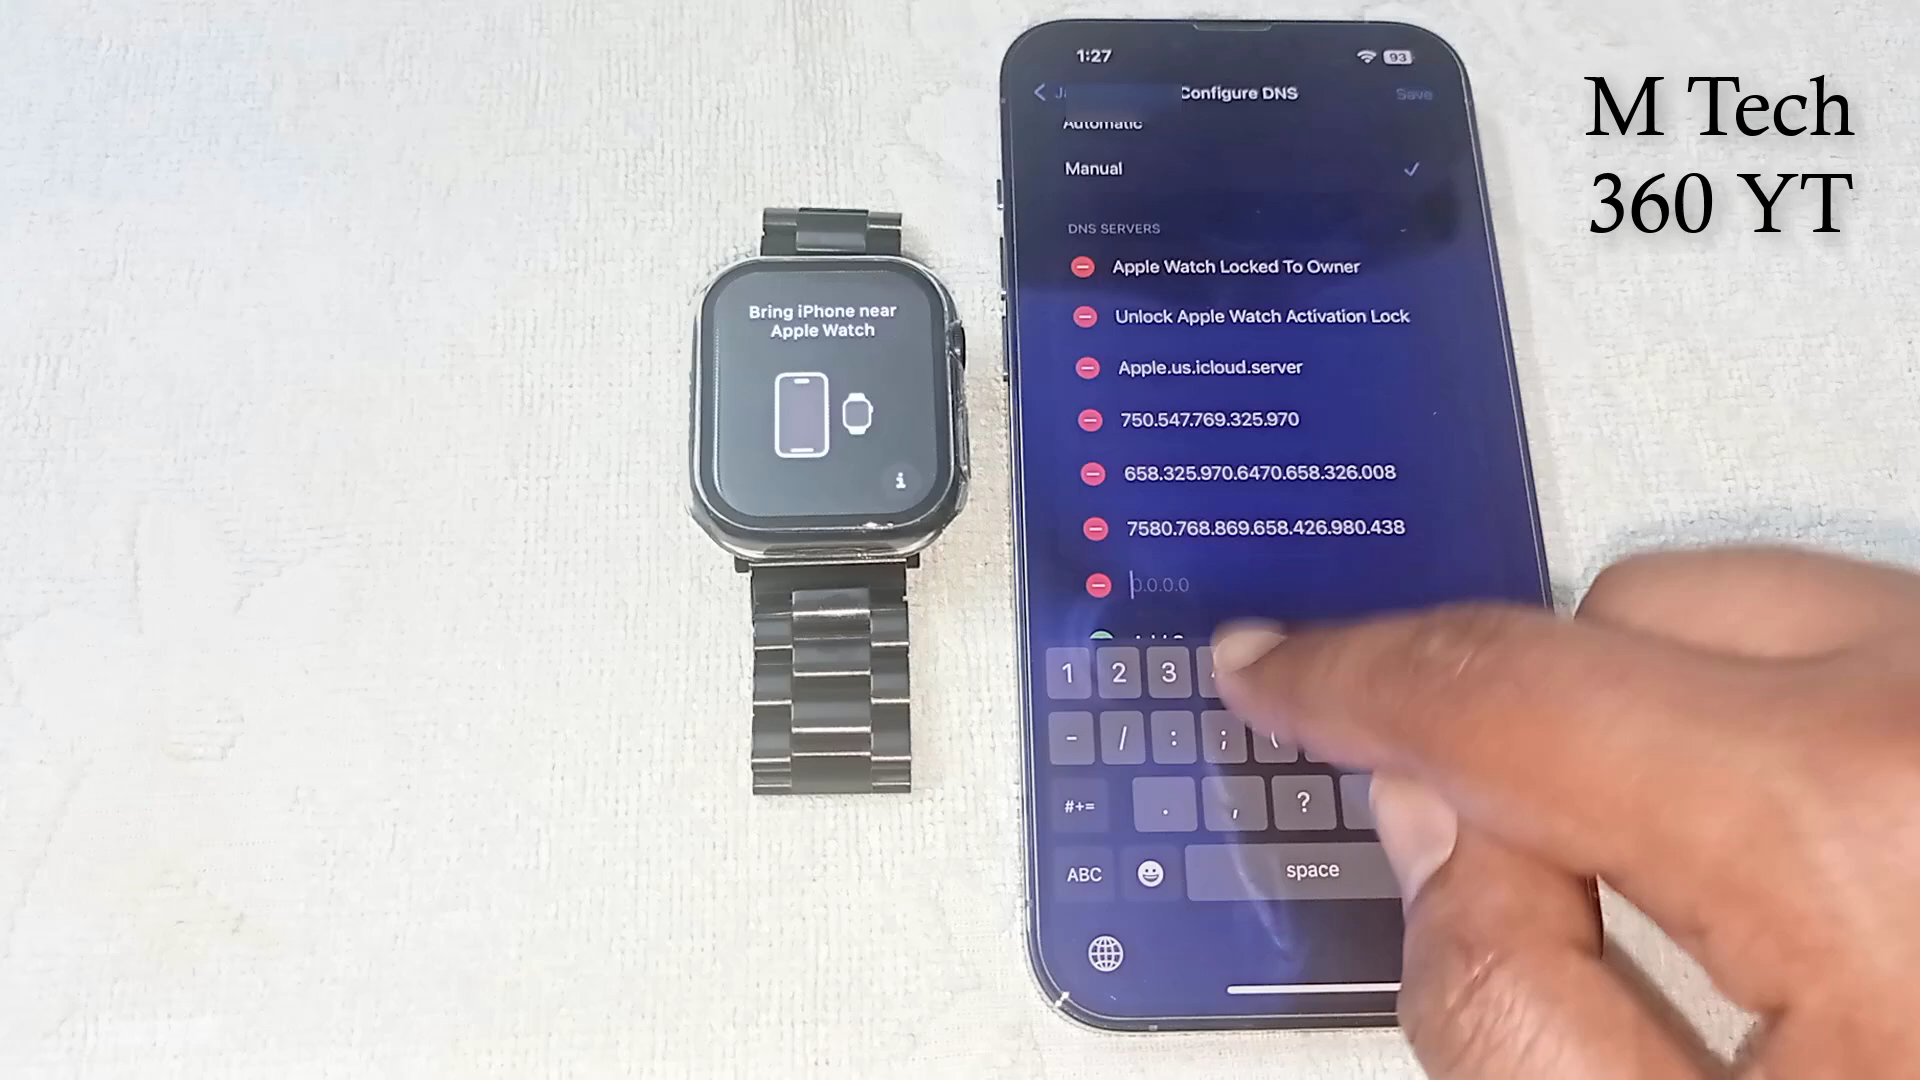 M Tech
360 YT
Bring iPhone near
Apple Watch
i
1:27
93
Configure DNS
Save
Automatic
Manual
DNS SERVERS
Apple Watch Locked To Owner
Unlock Apple Watch Activation Lock
Apple.us.icloud.server
750.547.769.325.970
658.325.970.6470.658.326.008
7580.768.869.658.426.980.438
0.0.0.0
1 2 3
- / : ; (
#+= . , ?
ABC space